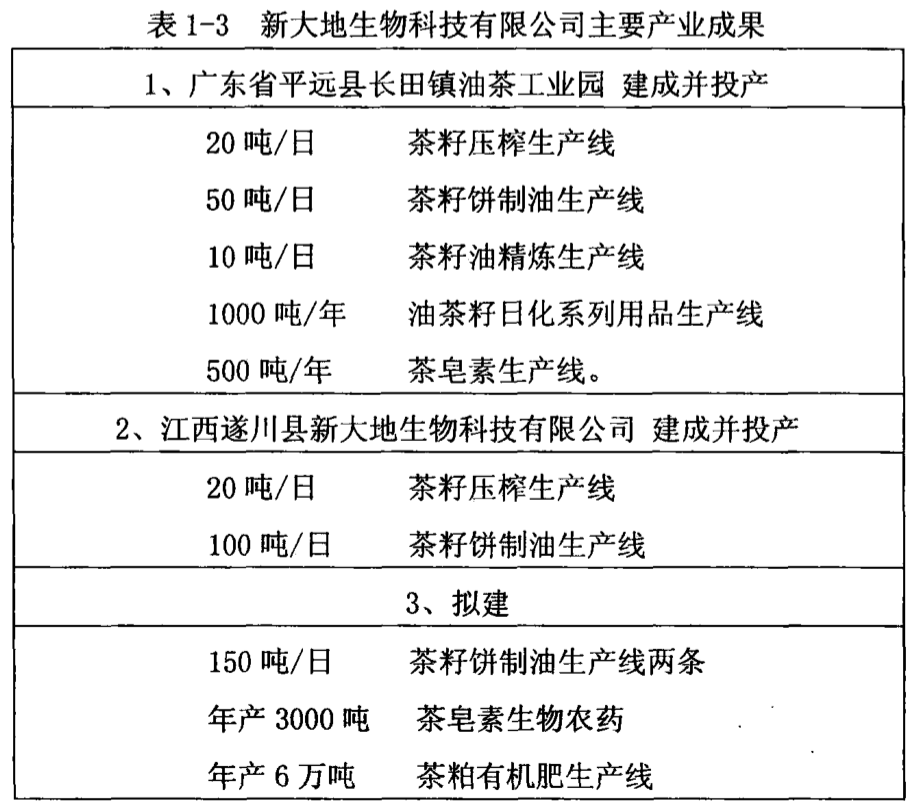 表 1-3 新大地生物科技有限公司主要产业成果
1、广东省平远县长田镇油茶工业园 建成并投产
20 吨/日 茶籽压榨生产线
50 吨/日 茶籽饼制油生产线
10 吨/日 茶籽油精炼生产线
1000 吨/年 油茶籽日化系列用品生产线
500 吨/年 茶皂素生产线。
2、江西遂川县新大地生物科技有限公司 建成并投产
20 吨/日 茶籽压榨生产线
100 吨/日 茶籽饼制油生产线
3、拟建
150 吨/日 茶籽饼制油生产线两条
年产 3000 吨 茶皂素生物农药
年产 6 万吨 茶粕有机肥生产线